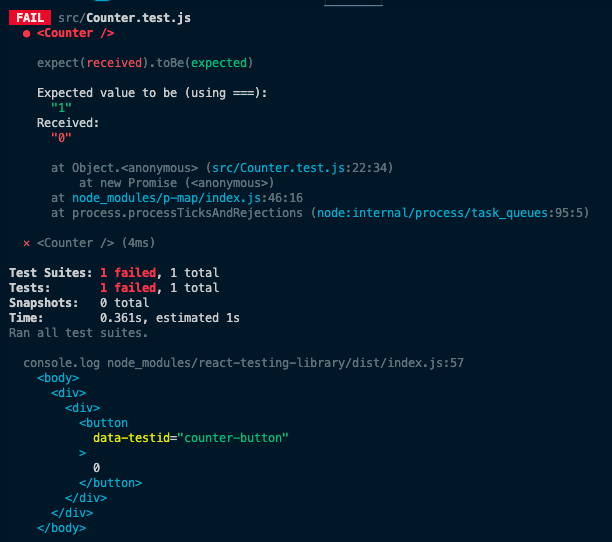 FAIL src/Counter.test.js
● <Counter />
expect(received).toBe(expected)
Expected value to be (using ===):
"1"
Received:
"0"
at Object.<anonymous> (src/Counter.test.js:22:34)
at new Promise (<anonymous>)
at node_modules/p-map/index.js:46:16
at process.processTicksAndRejections (node:internal/process/task_queues:95:5)
✕ <Counter /> (4ms)
Test Suites: 1 failed, 1 total
Tests: 1 failed, 1 total
Snapshots: 0 total
Time: 0.361s, estimated 1s
Ran all test suites.
console.log node_modules/react-testing-library/dist/index.js:57
<body>
<div>
<div>
<button
data-testid="counter-button"
>
0
</button>
</div>
</div>
</body>